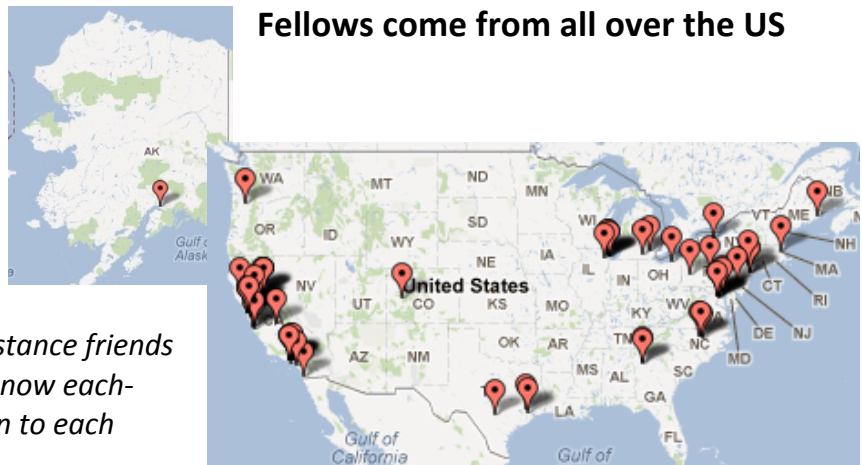 Fellows come from all over the US
AK
Gulf
Alask
WA
MT
ND
MN
OR
ID
WY
SD
WI
VT
ME
NB
NH
MA
RI
CT
NJ
DE
MD
NV
UT
CO
United States
NE
IA
IL
IN
OH
KS
MO
KY
WV
TN
NC
SC
AZ
NM
OK
AR
MS
AL
GA
LA
FL
Gulf of
California
Gulf of
stance friends
now each-
n to each